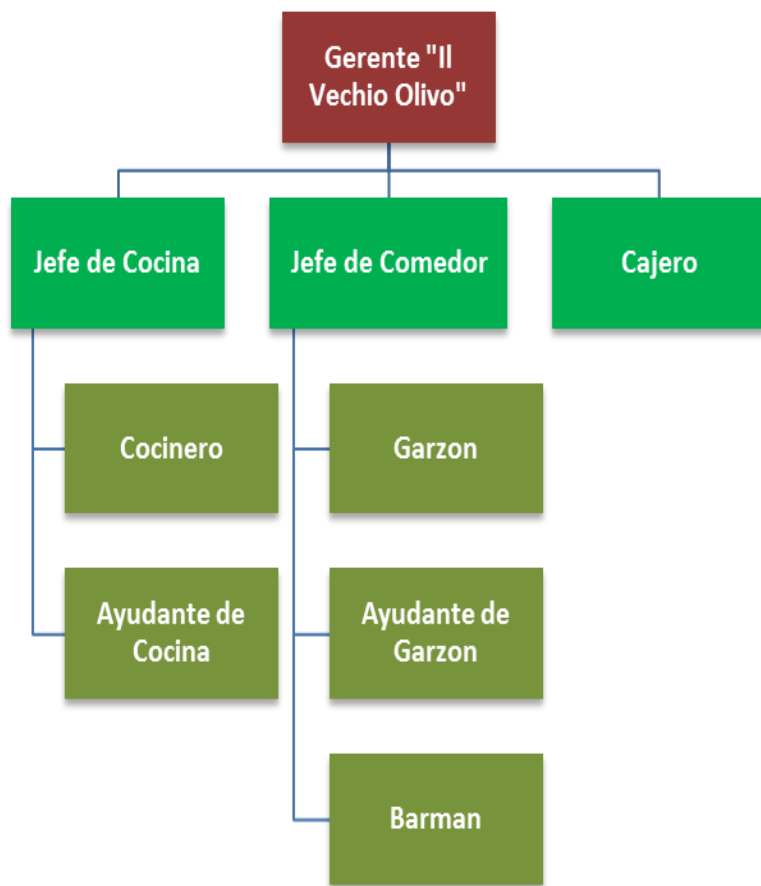 Gerente "Il
Vechio Olivo"
Jefe de Cocina
Jefe de Comedor
Cajero
Cocinero
Garzon
Ayudante de
Cocina
Ayudante de
Garzon
Barman